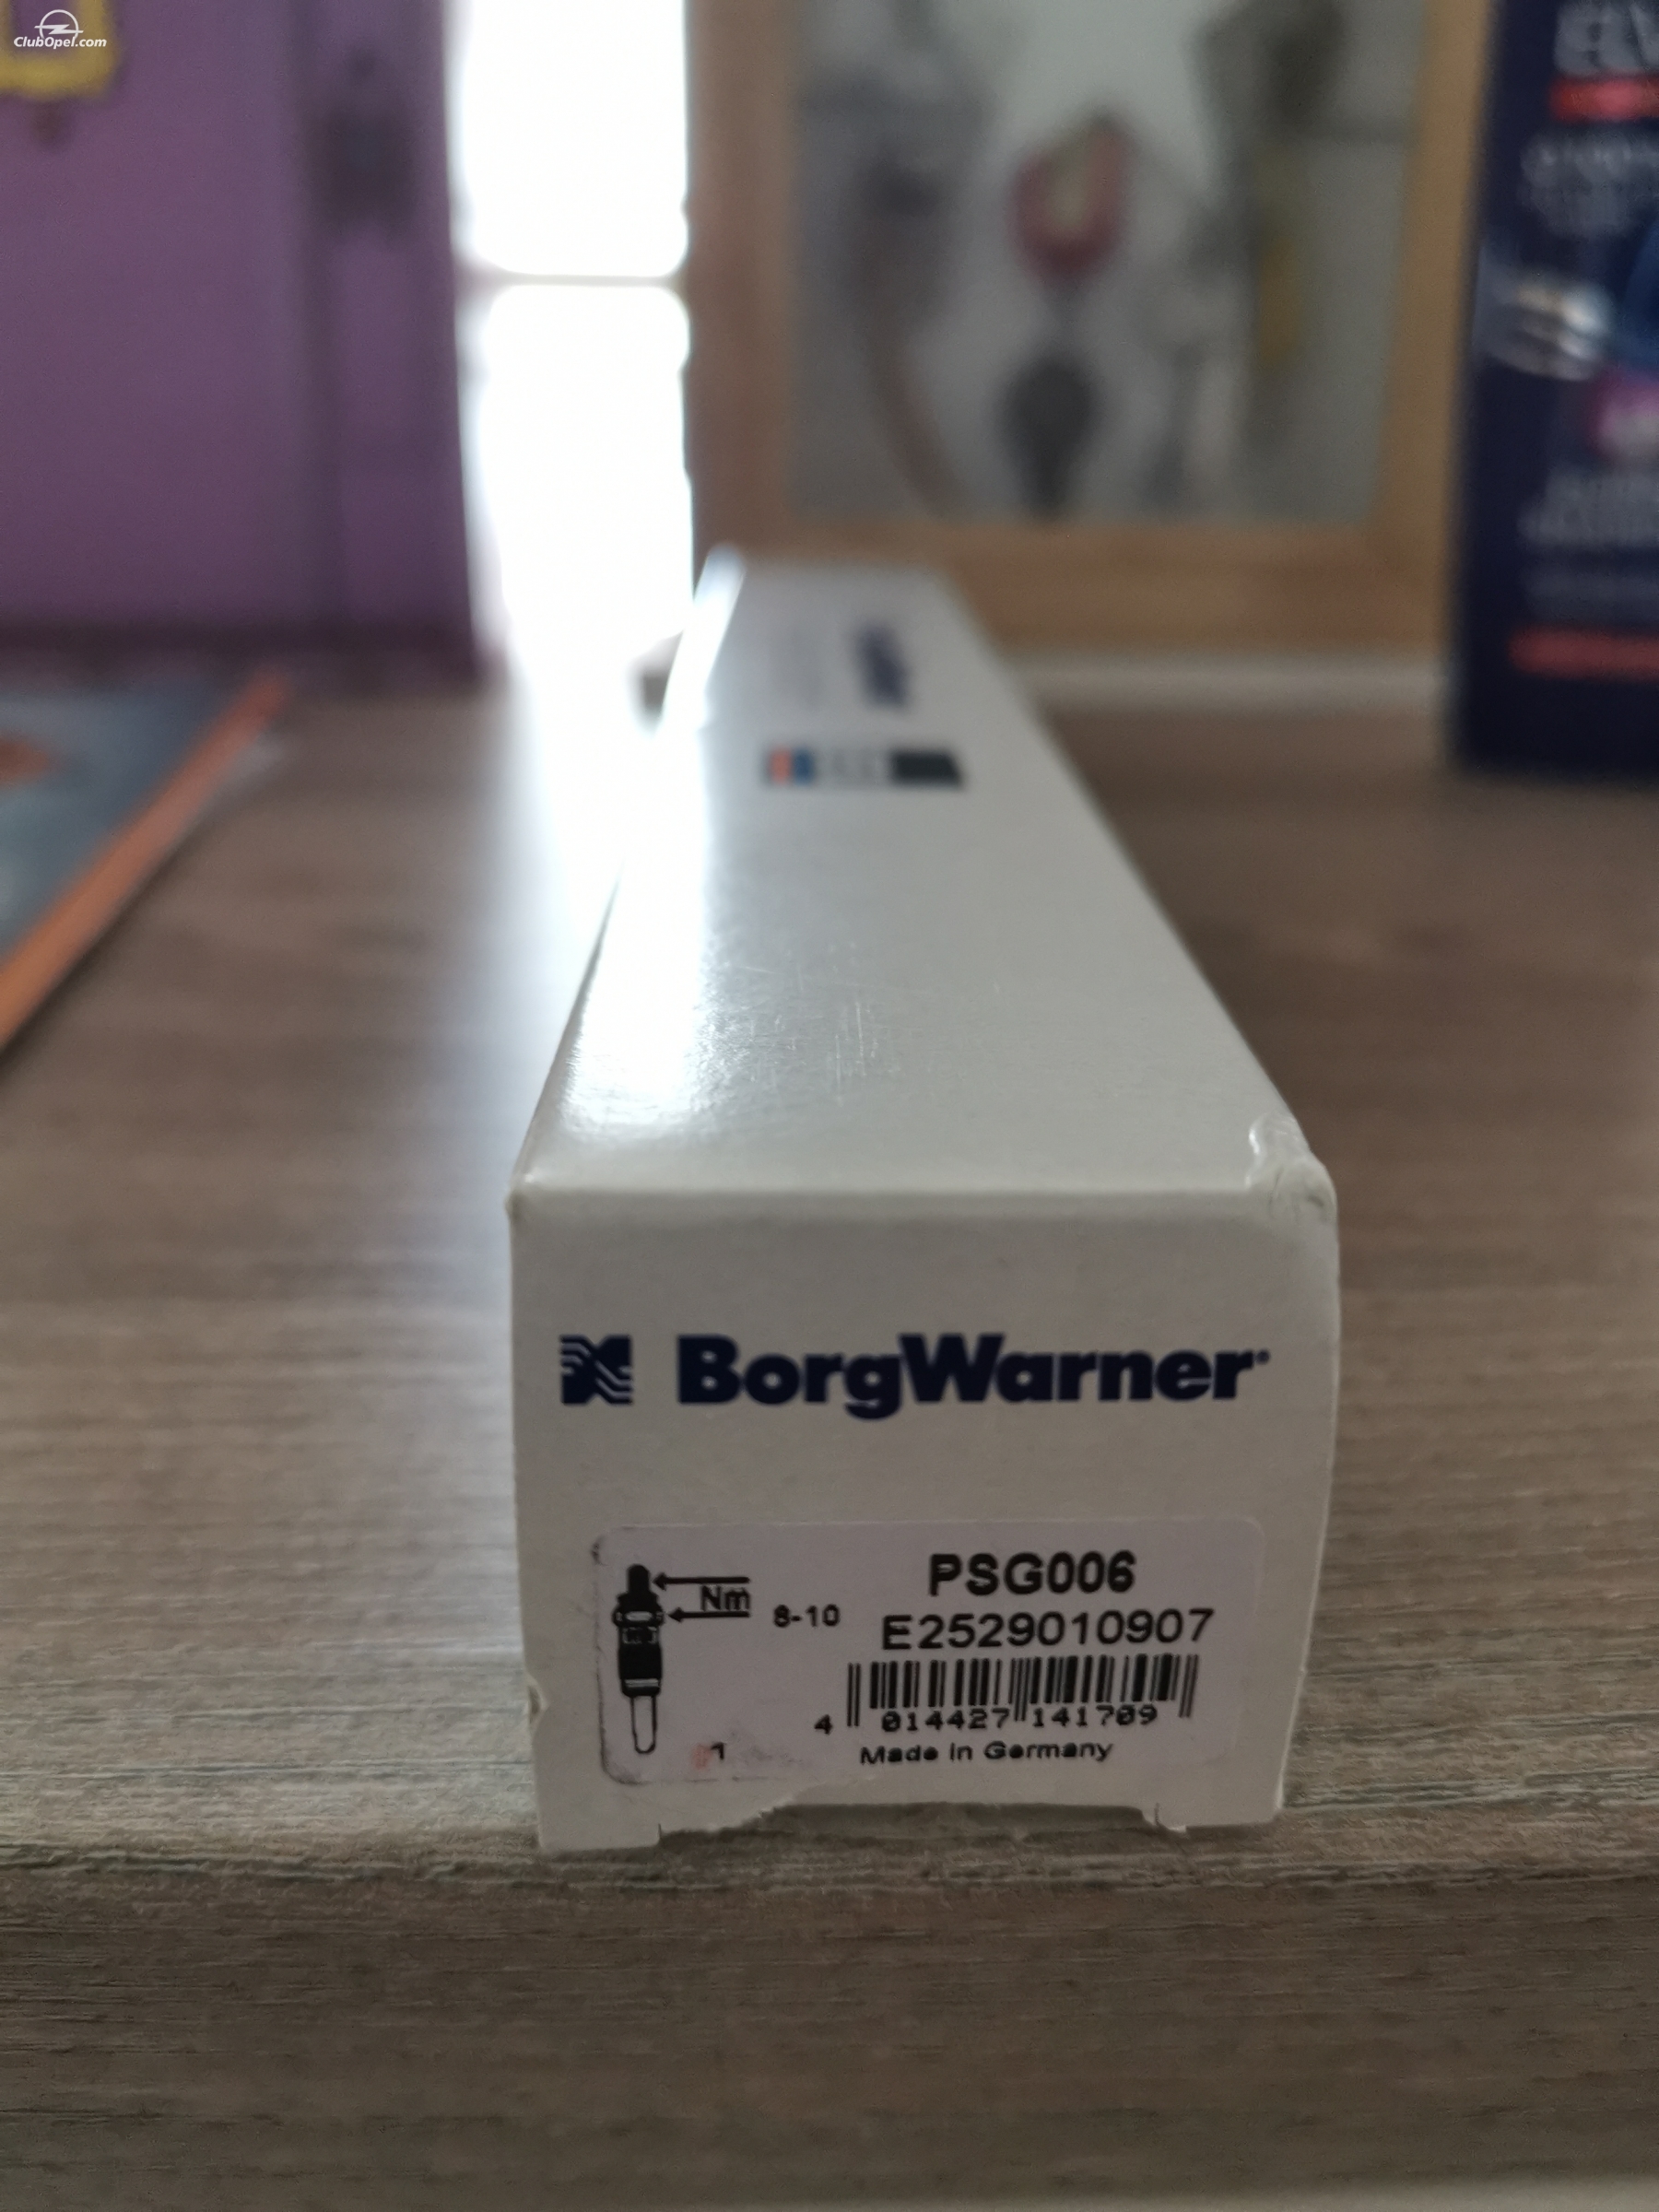 ClubOpel.com
BorgWarner
Nm
8-10
PSG006
E2529010907
4 014427 141709
1
Made in Germany